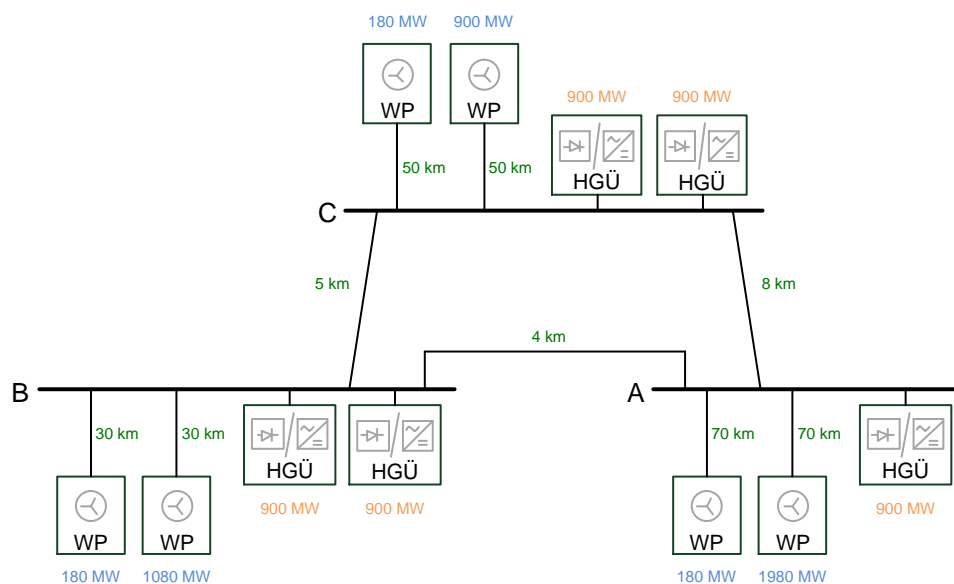 180 MW
900 MW
WP
WP
900 MW
900 MW
HGÜ
HGÜ
50 km
50 km
C
5 km
8 km
4 km
B
A
30 km
30 km
HGÜ
HGÜ
900 MW
900 MW
WP
WP
180 MW
1080 MW
70 km
70 km
HGÜ
900 MW
WP
WP
180 MW
1980 MW